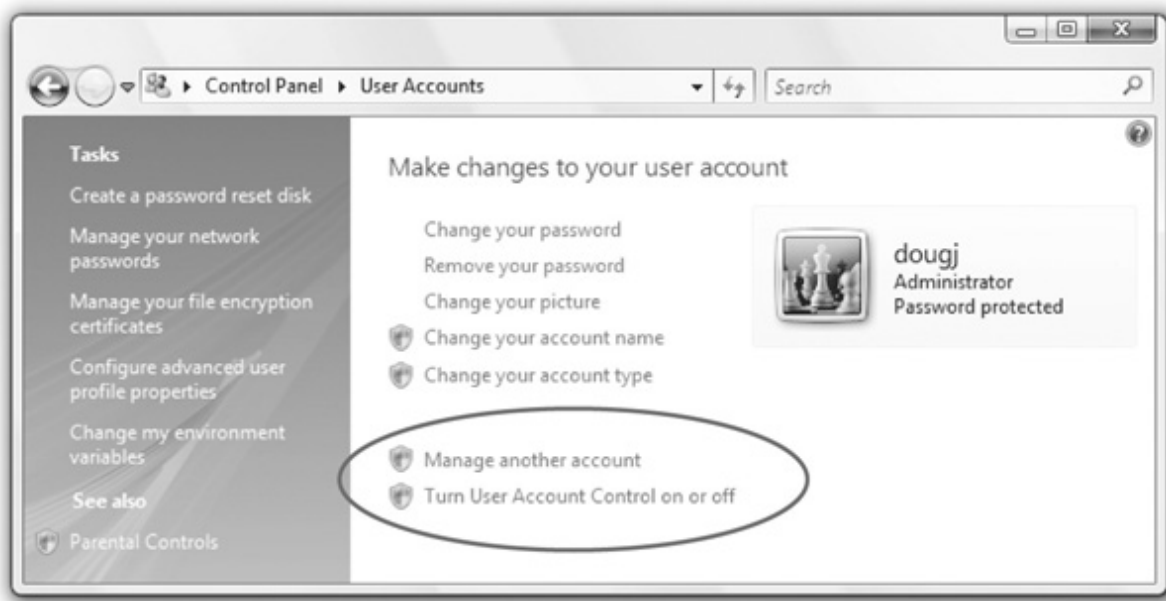 Control Panel
User Accounts
Search
Tasks
Create a password reset disk
Manage your network
passwords
Manage your file encryption
certificates
Configure advanced user
profile properties
Change my environment
variables
See also
Parental Controls
Make changes to your user account
Change your password
Remove your password
Change your picture
Change your account name
Change your account type
Manage another account
Turn User Account Control on or off
dougj
Administrator
Password protected